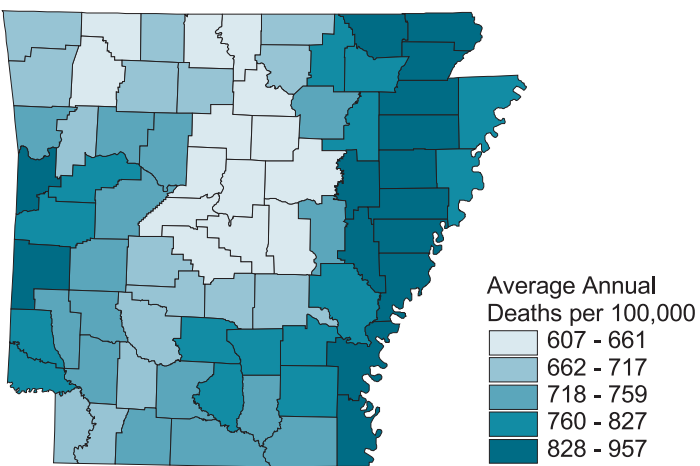 Average Annual
Deaths per 100,000
607 - 661
662 - 717
718 - 759
760 - 827
828 - 957